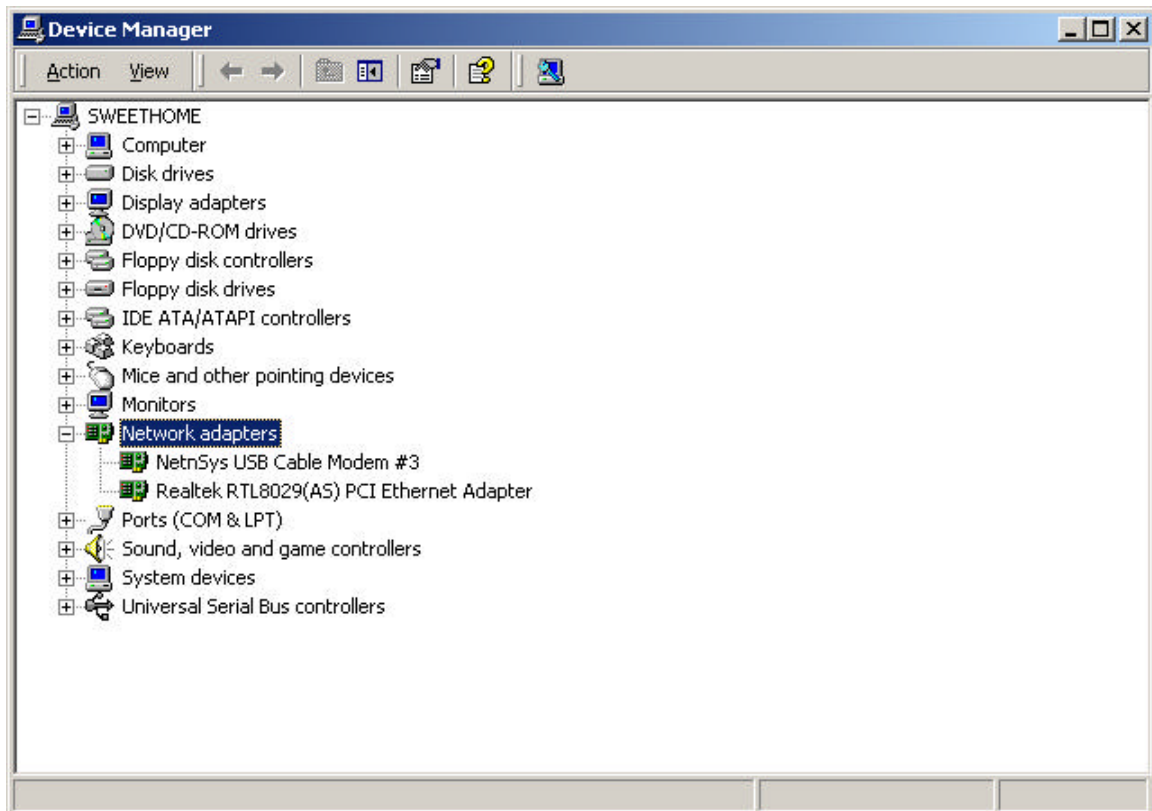 Device Manager
Action View
SWEETHOME
Computer
Disk drives
Display adapters
DVD/CD-ROM drives
Floppy disk controllers
Floppy disk drives
IDE ATA/ATAPI controllers
Keyboards
Mice and other pointing devices
Monitors
Network adapters
NetnSys USB Cable Modem #3
Realtek RTL8029(AS) PCI Ethernet Adapter
Ports (COM & LPT)
Sound, video and game controllers
System devices
Universal Serial Bus controllers